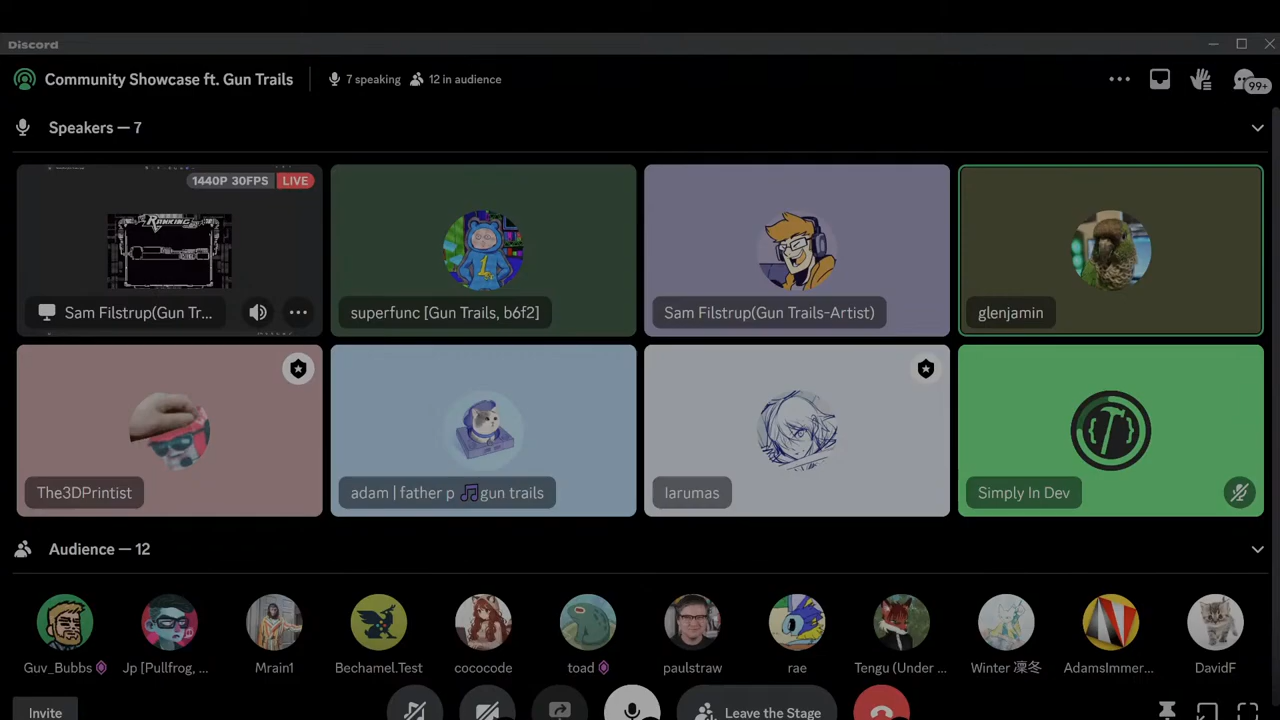 Discord
Community Showcase ft. Gun Trails
7 speaking
12 in audience
99+
Speakers — 7
1440P 30FPS
LIVE
RANKING
Sam Filstrup(Gun Tr...
superfunc [Gun Trails, b6f2]
Sam Filstrup(Gun Trails-Artist)
glenjamin
The3DPrintist
adam | father p 🎵gun trails
larumas
Simply In Dev
Audience — 12
Guv_Bubbs
Jp [Pullfrog, ...
Mrain1
Bechamel.Test
cococode
toad
paulstraw
rae
Tengu (Under ...
Winter 凜冬
AdamsImmer...
DavidF
Invite
Leave the Stage